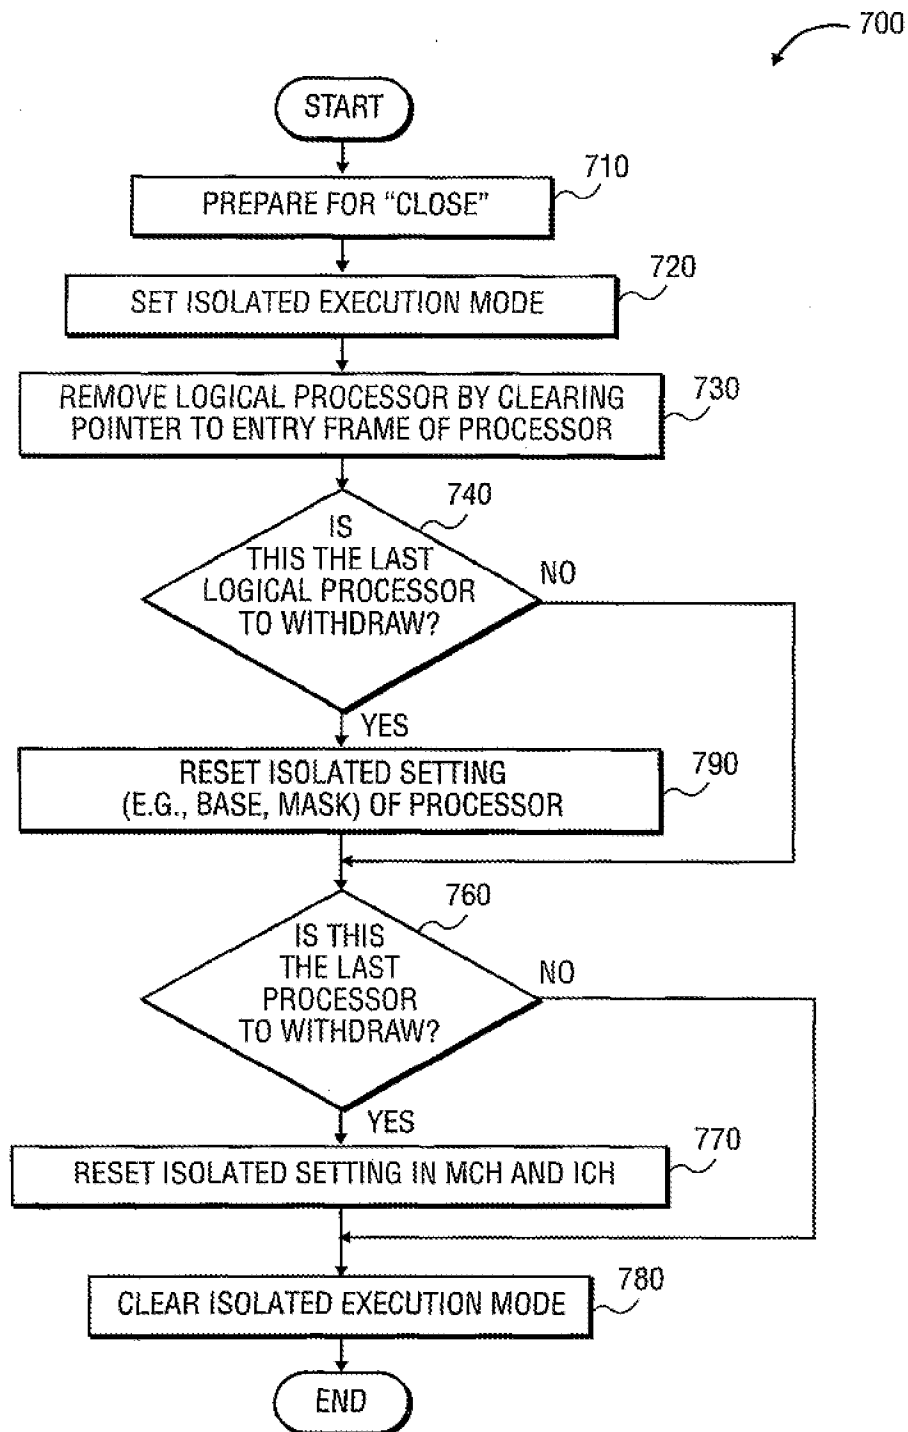 700
START
710
PREPARE FOR “CLOSE”
720
SET ISOLATED EXECUTION MODE
730
REMOVE LOGICAL PROCESSOR BY CLEARING
POINTER TO ENTRY FRAME OF PROCESSOR
740
IS
THIS THE LAST
LOGICAL PROCESSOR
TO WITHDRAW?
NO
YES
790
RESET ISOLATED SETTING
(E.G., BASE, MASK) OF PROCESSOR
760
IS THIS
THE LAST
PROCESSOR
TO WITHDRAW?
NO
YES
770
RESET ISOLATED SETTING IN MCH AND ICH
780
CLEAR ISOLATED EXECUTION MODE
END